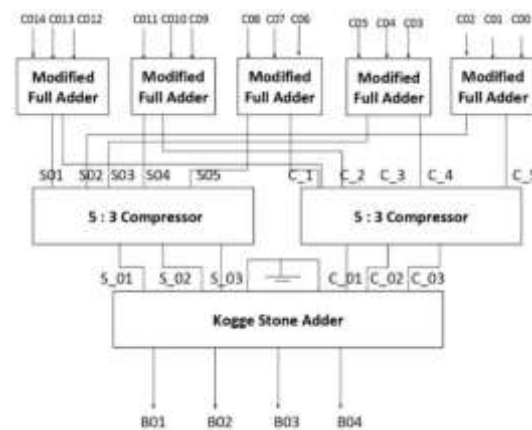 C014 C013 C012 C011 C010 C09 C08 C07 C06 C05 C04 C03 C02 C01 C00
Modified Full Adder Modified Full Adder Modified Full Adder Modified Full Adder Modified Full Adder
S01 S02 S03 S04 S05 C_1 C_2 C_3 C_4 C_5
5 : 3 Compressor 5 : 3 Compressor
S_01 S_02 S_03 C_01 C_02 C_03
Kogge Stone Adder
B01 B02 B03 B04